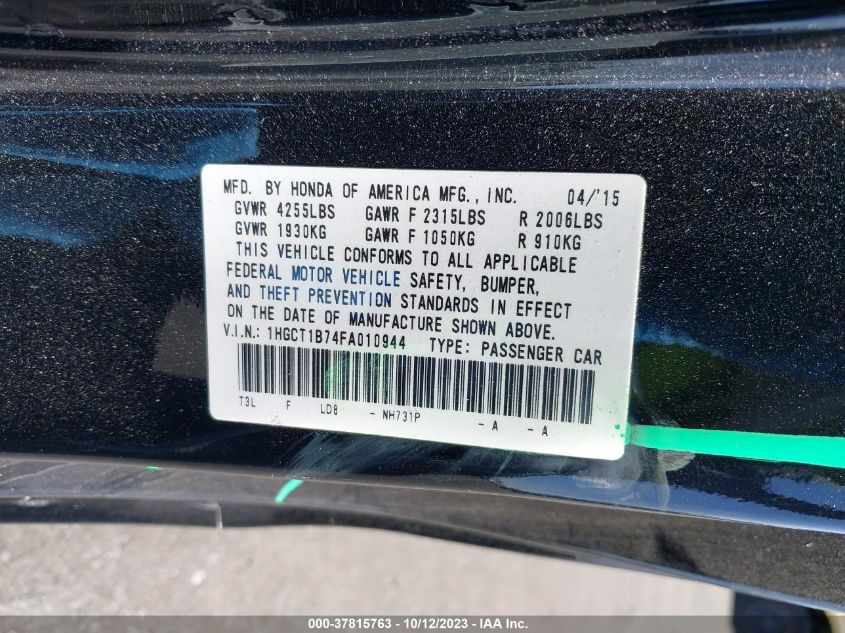 MFD. BY HONDA OF AMERICA MFG., INC. 04/'15
GVWR 4255LBS GAWR F 2315LBS R 2006LBS
GVWR 1930KG GAWR F 1050KG R 910KG
THIS VEHICLE CONFORMS TO ALL APPLICABLE
FEDERAL MOTOR VEHICLE SAFETY, BUMPER,
AND THEFT PREVENTION STANDARDS IN EFFECT
ON THE DATE OF MANUFACTURE SHOWN ABOVE.
V.I.N.: 1HGCT1B74FA010944 TYPE: PASSENGER CAR
T3L F LD8 - NH731P - A - A
000-37815763 - 10/12/2023 - IAA Inc.